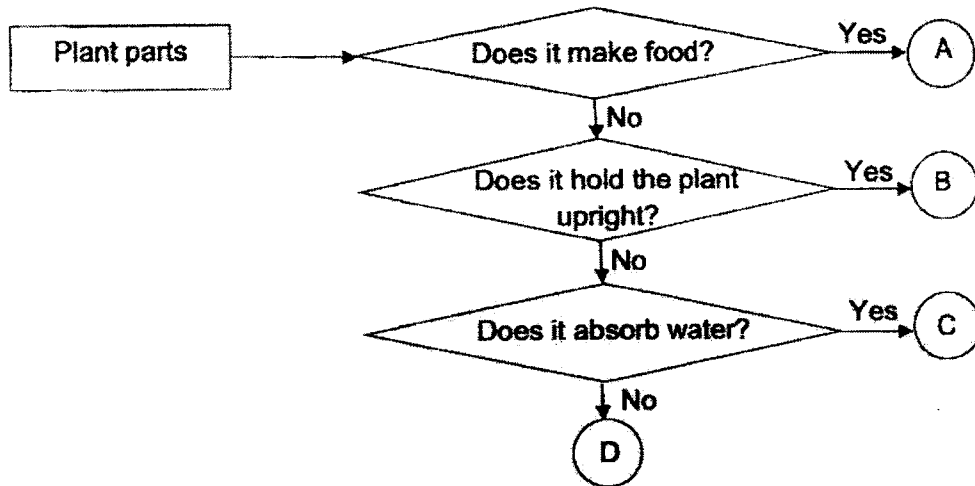 Plant parts
Does it make food?
Yes
A
No
Does it hold the plant
upright?
Yes
B
No
Does it absorb water?
Yes
C
No
D